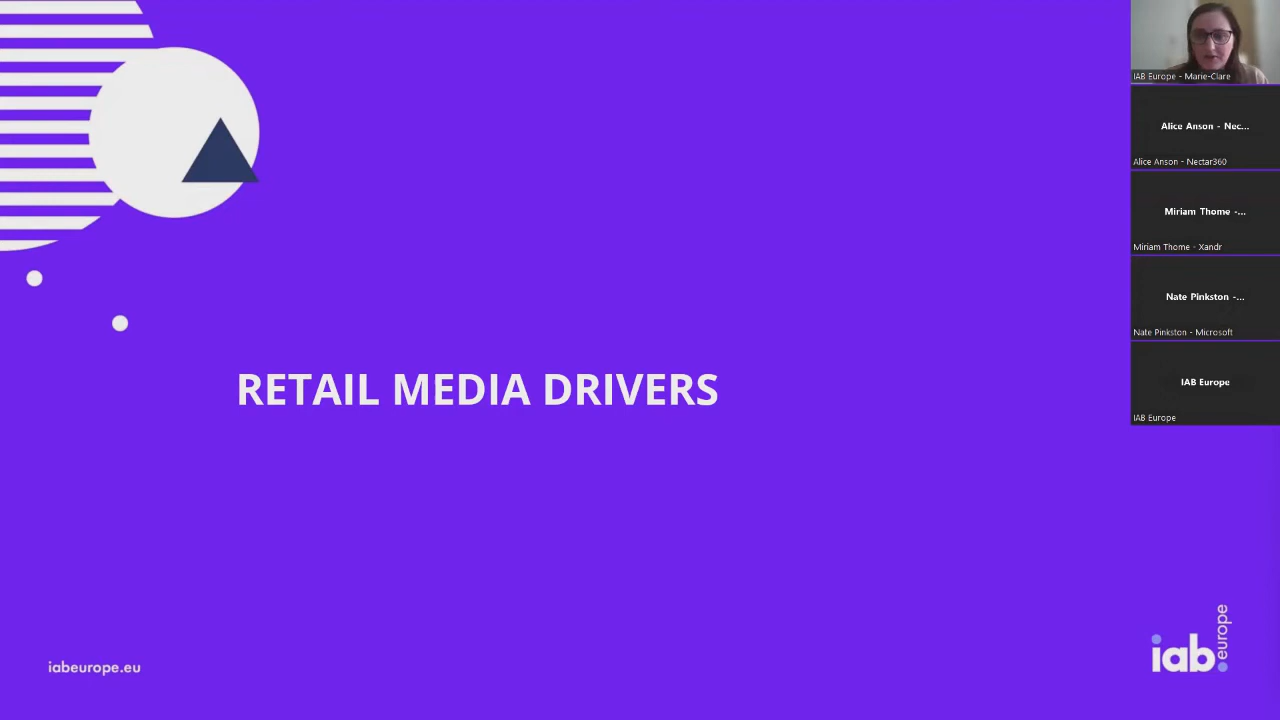 RETAIL MEDIA DRIVERS
iabeurope.eu
iab europe
IAB Europe - Marie-Clare
Alice Anson - Nec...
Alice Anson - Nectar360
Miriam Thome -...
Miriam Thome - Xandr
Nate Pinkston -...
Nate Pinkston - Microsoft
IAB Europe
IAB Europe